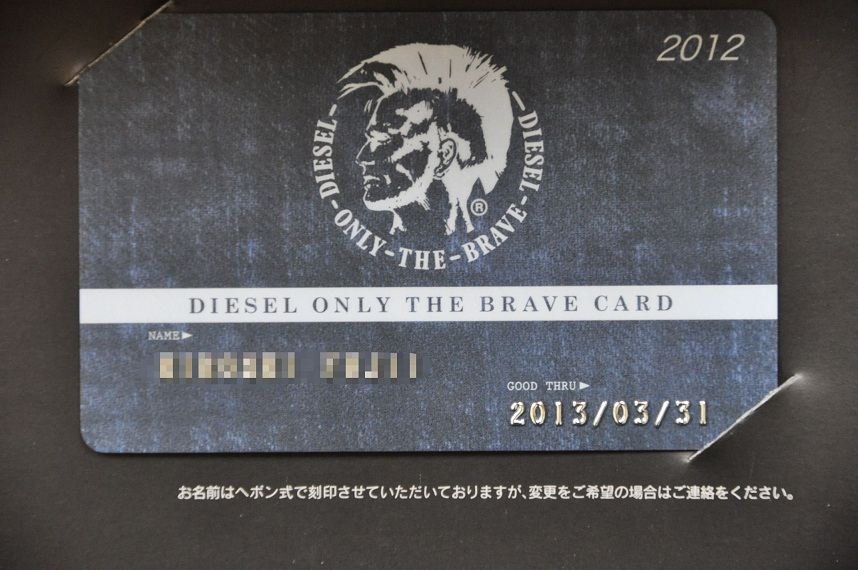 2012
DIESEL-ONLY-THE-BRAVE-DIESEL
®
DIESEL ONLY THE BRAVE CARD
NAME▶
GOOD THRU▶
2013/03/31
お名前はヘボン式で刻印させていただいておりますが、変更をご希望の場合はご連絡をください。